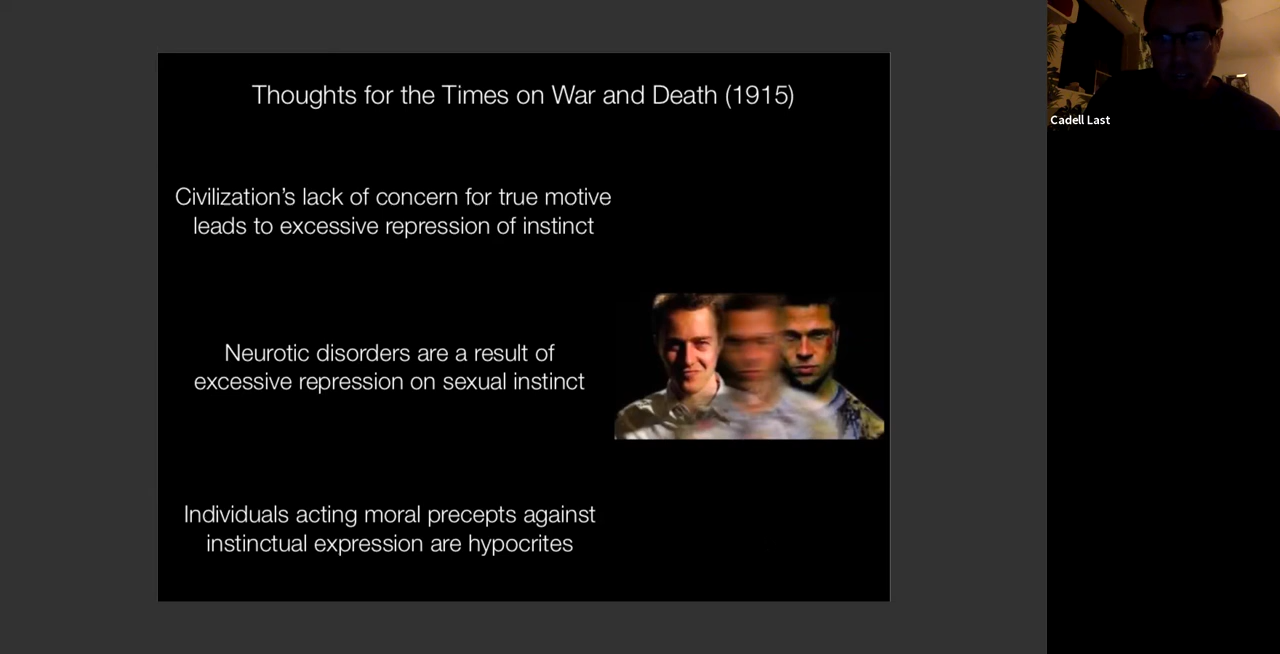 Thoughts for the Times on War and Death (1915)
Civilization’s lack of concern for true motive
leads to excessive repression of instinct
Neurotic disorders are a result of
excessive repression on sexual instinct
Individuals acting moral precepts against
instinctual expression are hypocrites
Cadell Last